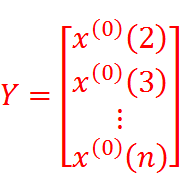 Y = [x^{(0)}(2)
x^{(0)}(3)
⋮
x^{(0)}(n)]